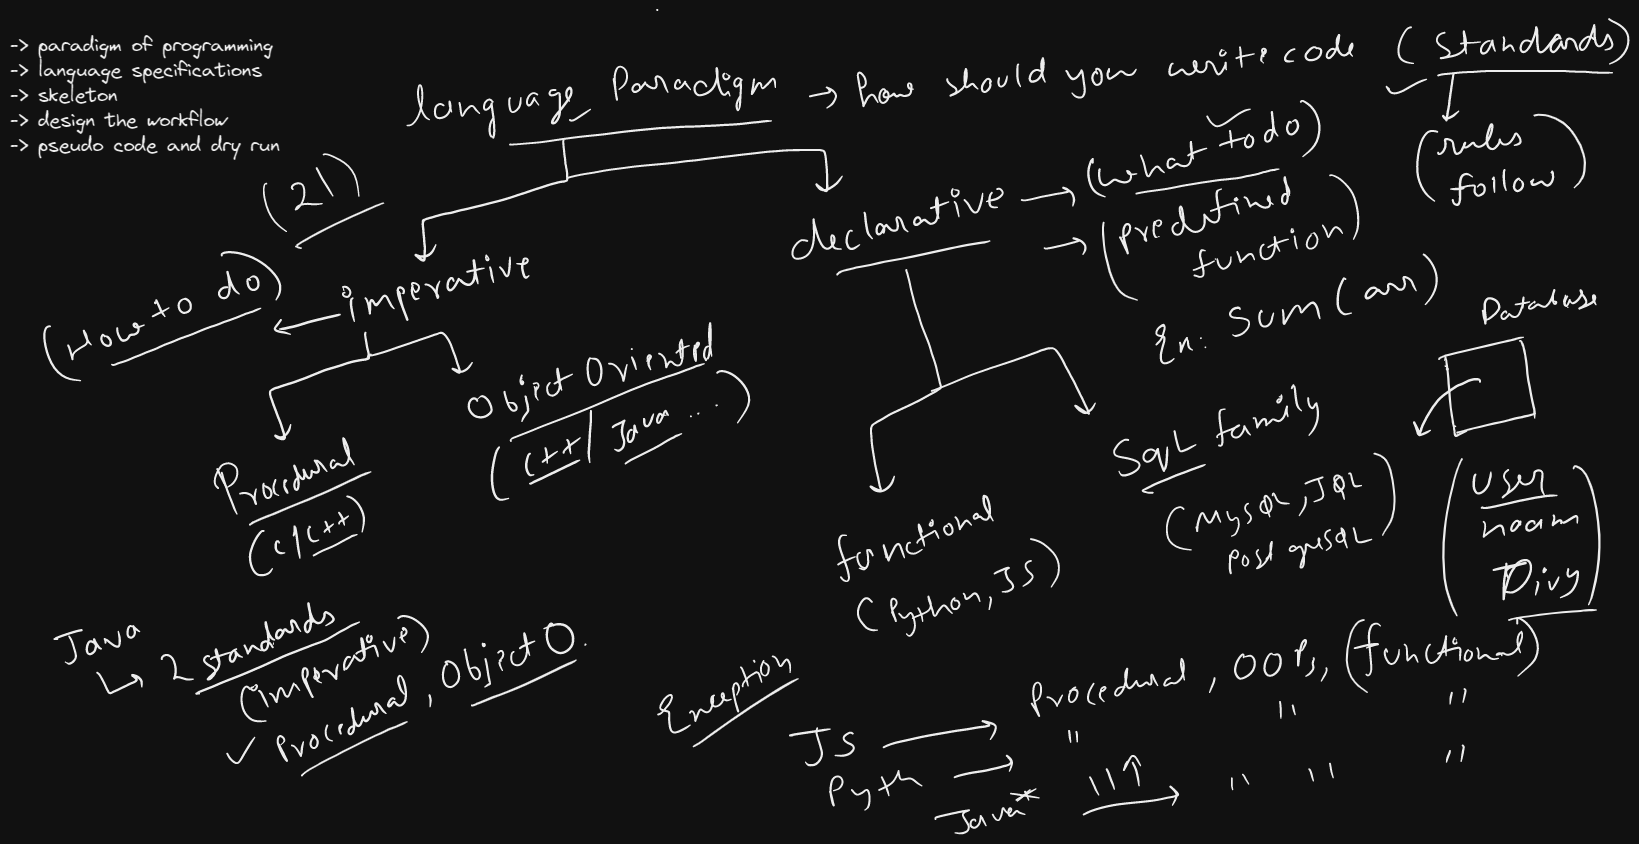 -> paradigm of programming
-> language specifications
-> skeleton
-> design the workflow
-> pseudo code and dry run
language Paradigm → how should you write code (Standards)
(rules
follow)
(21)
imperative
(How to do)
declarative → (what to do)
→ (predefined
function)
Ex: Sum(arr)
Procedural
(C/C++)
Object Oriented
(C++/ Java ...)
functional
(Python, JS)
SqL family
(MySQL, JQL
PostgresQL)
Database
(User
noam
Divy)
Java
↳ 2 standards
(imperative)
✓ Procedural, Object O.
Exception
JS → Procedural, OOPs, (functional)
Pyth → " " "
Java* 11↑ → " " "